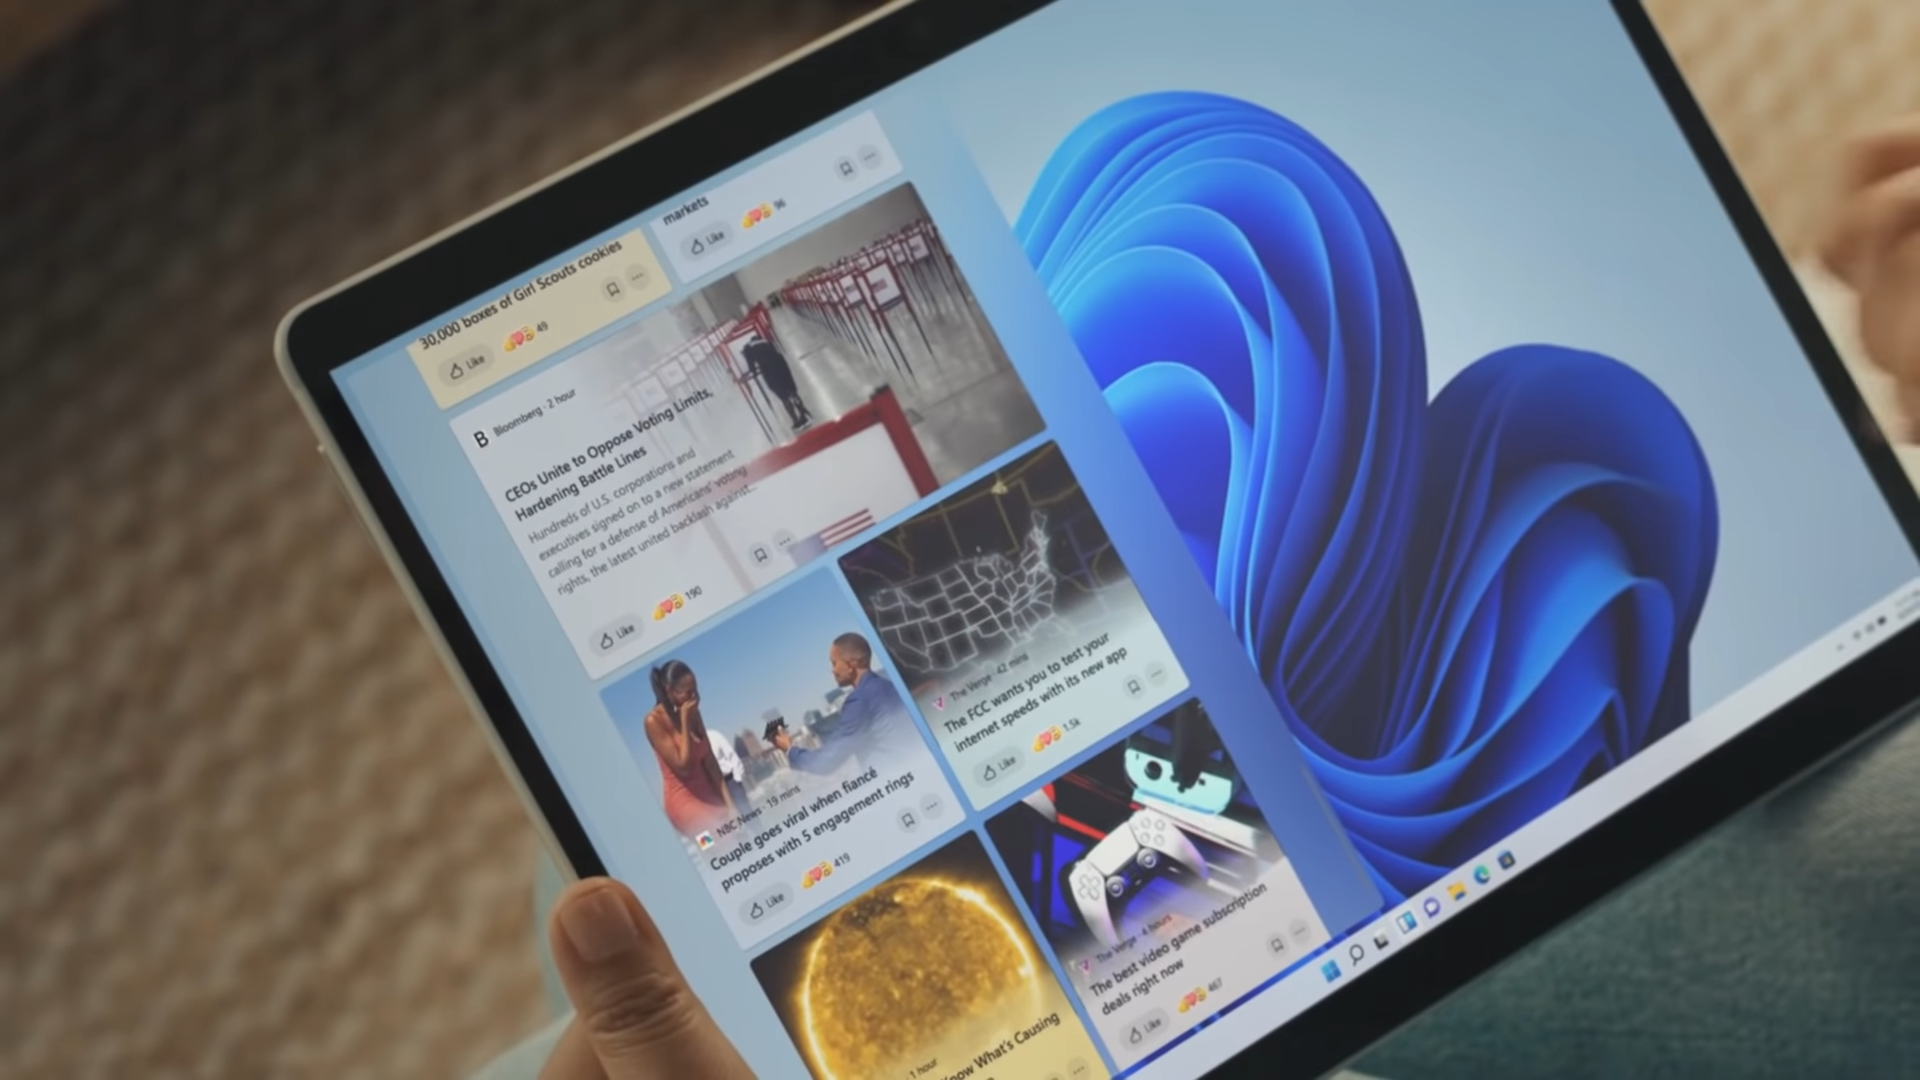 markets
Like 96
30,000 boxes of Girl Scouts cookies
Like 49
B Bloomberg · 2 hour
CEOs Unite to Oppose Voting Limits,
Hardening Battle Lines
Hundreds of U.S. corporations and
executives signed on to a new statement
calling for a defense of Americans' voting
rights, the latest united backlash against...
Like 190
The Verge · 42 mins
The FCC wants you to test your
internet speeds with its new app
Like 1.5k
NBC News · 19 mins
Couple goes viral when fiancé
proposes with 5 engagement rings
Like 419
The Verge · 4 hours
The best video game subscription
deals right now
Like 467
1 hour
Know What's Causing